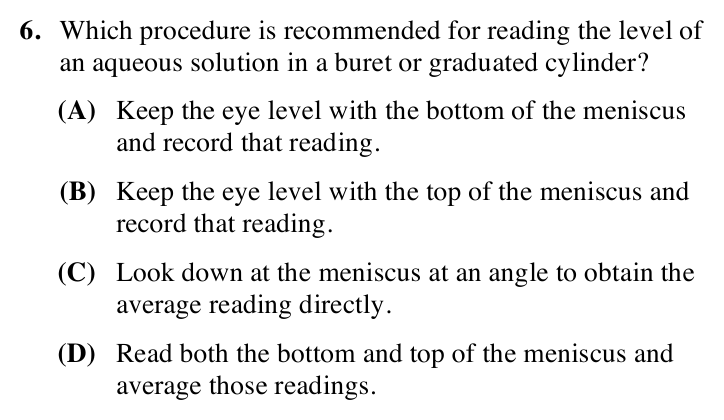 6. Which procedure is recommended for reading the level of
an aqueous solution in a buret or graduated cylinder?
(A) Keep the eye level with the bottom of the meniscus
and record that reading.
(B) Keep the eye level with the top of the meniscus and
record that reading.
(C) Look down at the meniscus at an angle to obtain the
average reading directly.
(D) Read both the bottom and top of the meniscus and
average those readings.